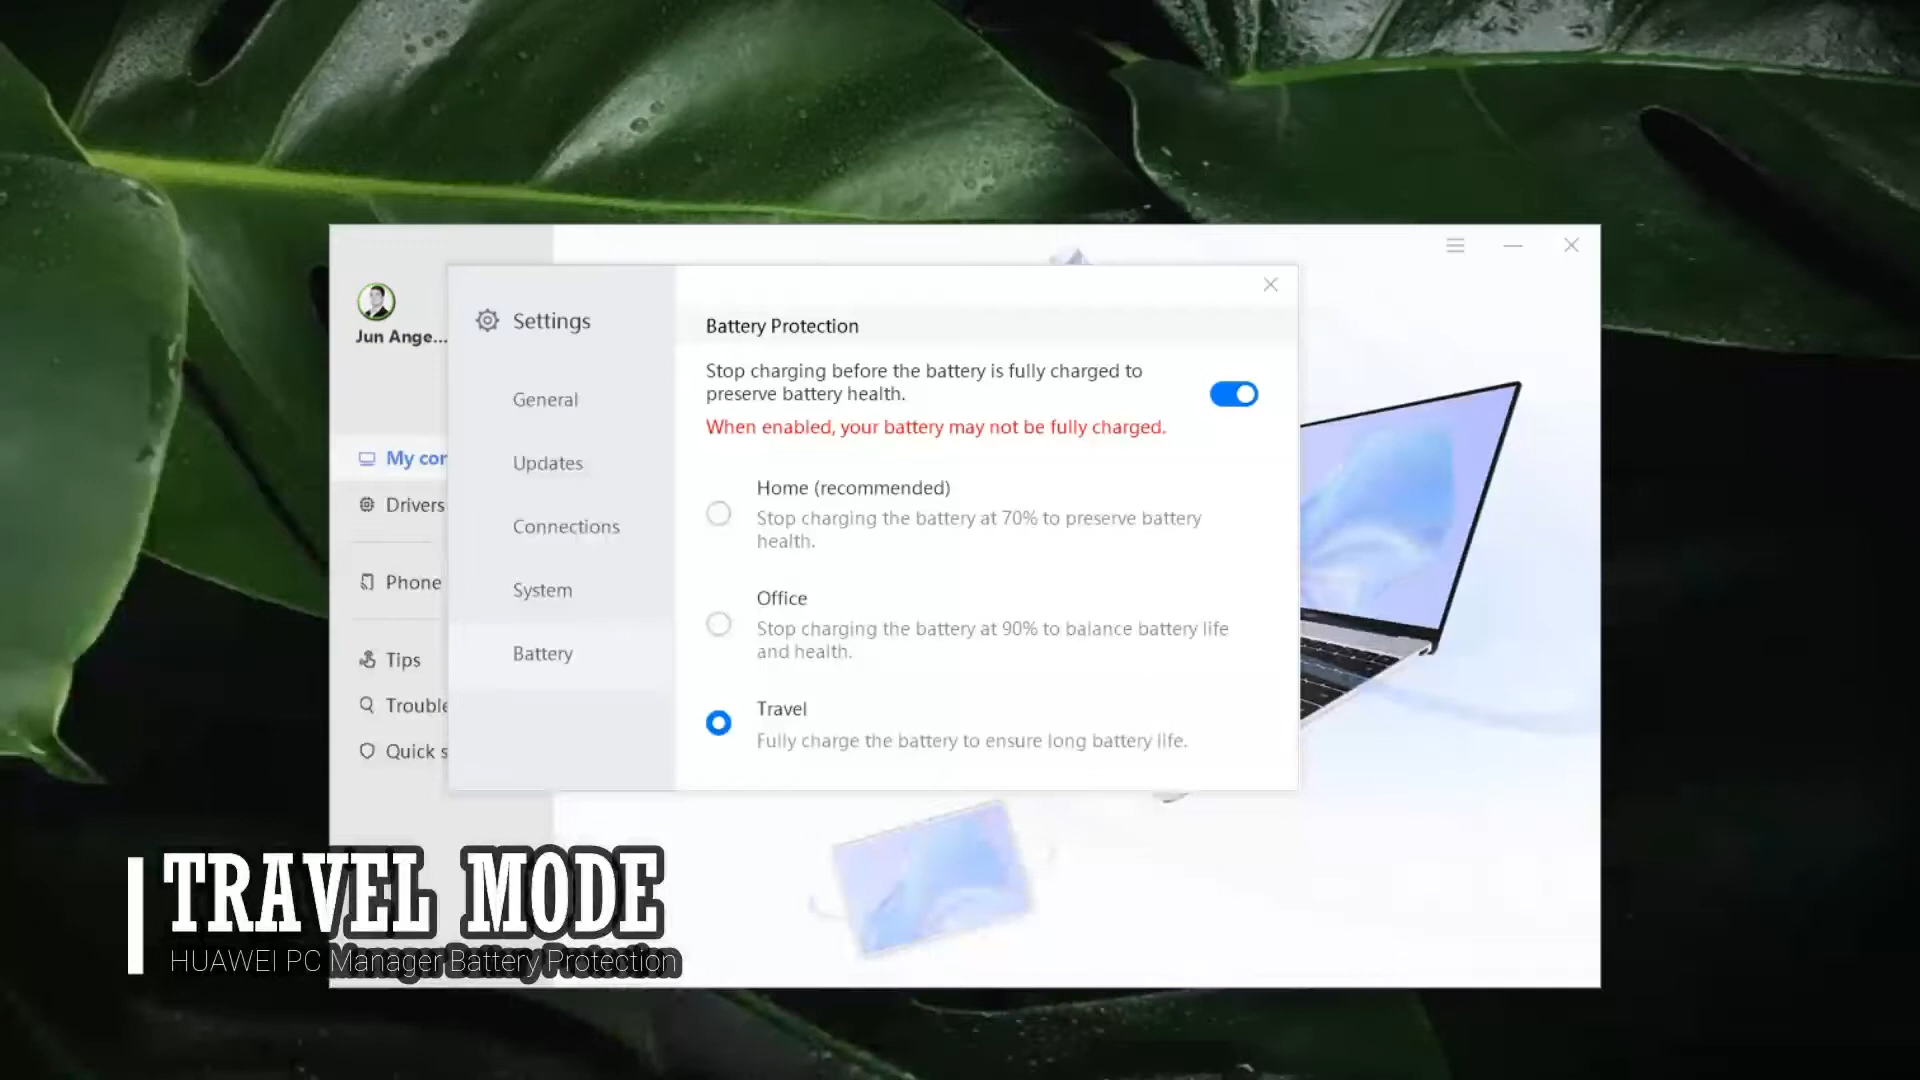 Jun Ange...
My cor
Drivers
Phone
Tips
Trouble
Quick s
Settings
General
Updates
Connections
System
Battery
Battery Protection
Stop charging before the battery is fully charged to
preserve battery health.
When enabled, your battery may not be fully charged.
Home (recommended)
Stop charging the battery at 70% to preserve battery
health.
Office
Stop charging the battery at 90% to balance battery life
and health.
Travel
Fully charge the battery to ensure long battery life.
TRAVEL MODE
HUAWEI PC Manager Battery Protection